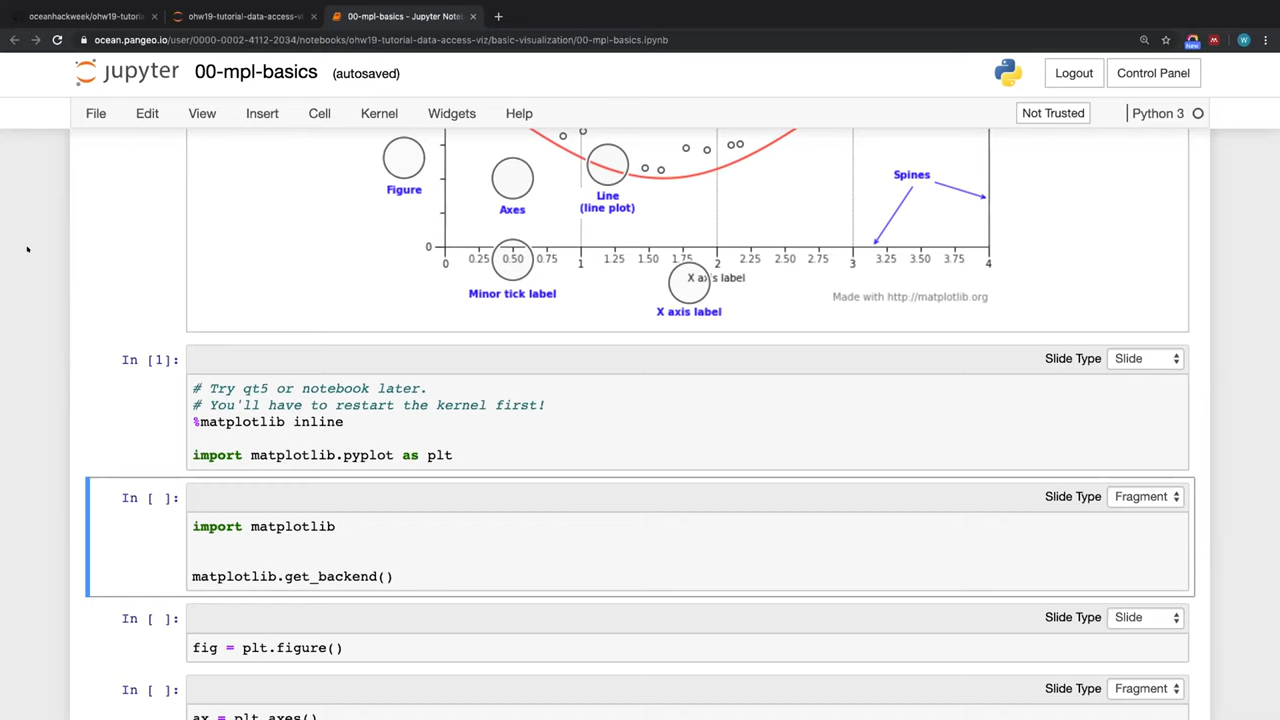 oceanhackweek/ohw19-tutoria
ohw19-tutorial-data-access-vi
00-mpl-basics - Jupyter Note
ocean.pangeo.io/user/0000-0002-4112-2034/notebooks/ohw19-tutorial-data-access-viz/basic-visualization/00-mpl-basics.ipynb
New
W
jupyter 00-mpl-basics (autosaved)
Logout
Control Panel
File Edit View Insert Cell Kernel Widgets Help
Not Trusted
Python 3
Figure
Axes
Line
(line plot)
Spines
0
0.25 0.50 0.75 1.25 1.50 1.75 2.25 2.50 2.75 3.25 3.50 3.75
0 1 2 3 4
X axis label
Minor tick label
Made with http://matplotlib.org
X axis label
In [1]:
Slide Type Slide
# Try qt5 or notebook later.
# You'll have to restart the kernel first!
%matplotlib inline
import matplotlib.pyplot as plt
In [ ]:
Slide Type Fragment
import matplotlib
matplotlib.get_backend()
In [ ]:
Slide Type Slide
fig = plt.figure()
In [ ]:
Slide Type Fragment
ax = plt.axes()